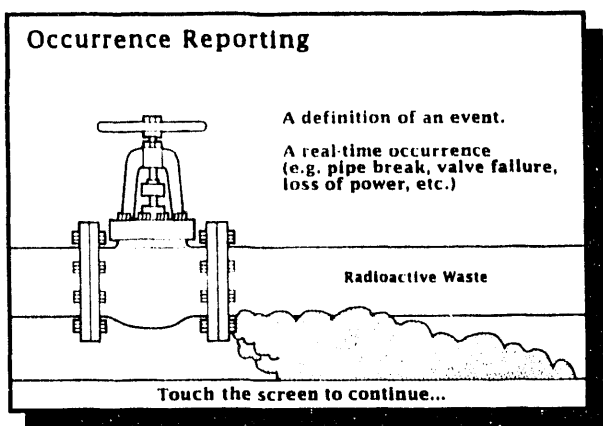 Occurrence Reporting
A definition of an event.
A real-time occurrence
(e.g. pipe break, valve failure,
loss of power, etc.)
Radioactive Waste
Touch the screen to continue...